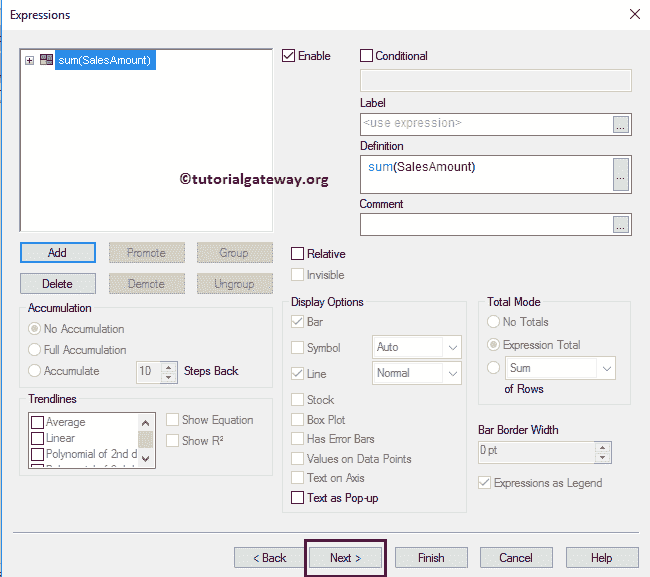 Expressions
sum(SalesAmount)
Enable
Conditional
Label
<use expression>
...
Definition
sum(SalesAmount)
...
©tutorialgateway.org
Comment
...
Add
Promote
Group
Delete
Demote
Ungroup
Relative
Invisible
Accumulation
No Accumulation
Full Accumulation
Accumulate
10
Steps Back
Display Options
Bar
Symbol
Auto
Line
Normal
Stock
Box Plot
Has Error Bars
Values on Data Points
Text on Axis
Text as Pop-up
Total Mode
No Totals
Expression Total
Sum
of Rows
Trendlines
Average
Linear
Polynomial of 2nd d
Show Equation
Show R²
Bar Border Width
0 pt
Expressions as Legend
< Back
Next >
Finish
Cancel
Help